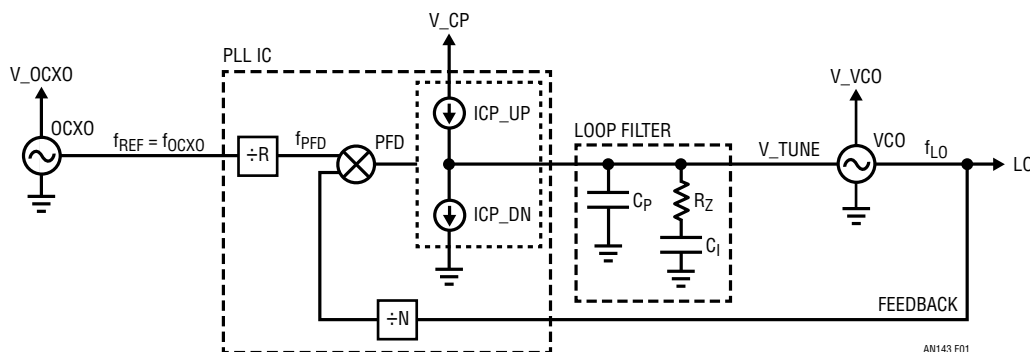 V_CP
PLL IC
V_OCXO
V_VCO
OCXO
ICP_UP
LOOP FILTER
VCO
f_REF = f_OCXO
÷R
f_PFD
PFD
V_TUNE
f_LO
LO
C_P
R_Z
ICP_DN
C_I
÷N
FEEDBACK
AN143 F01